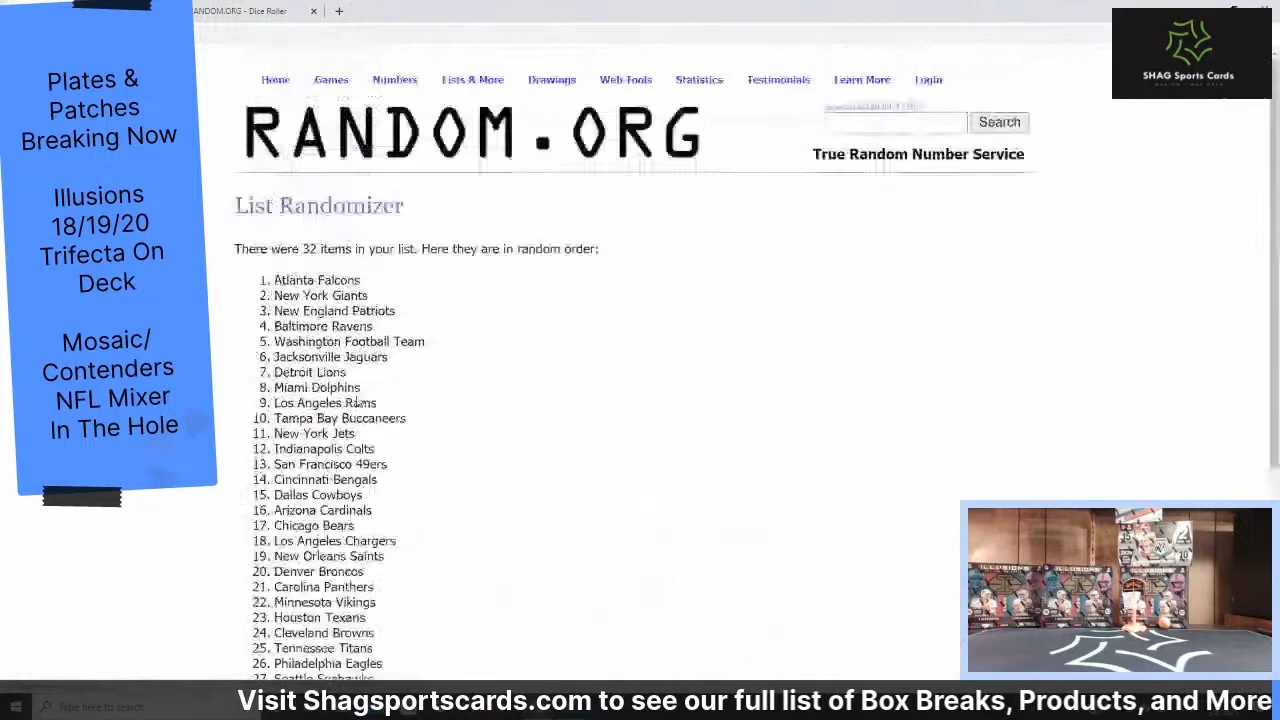 RANDOM.ORG - Dice Roller
Plates &
Patches
Breaking Now
Illusions
18/19/20
Trifecta On
Deck
Mosaic/
Contenders
NFL Mixer
In The Hole
SHAG Sports Cards
Home Games Numbers Lists & More Drawings Web Tools Statistics Testimonials Learn More Login
RANDOM.ORG
Search
True Random Number Service
List Randomizer
There were 32 items in your list. Here they are in random order:
1. Atlanta Falcons
2. New York Giants
3. New England Patriots
4. Baltimore Ravens
5. Washington Football Team
6. Jacksonville Jaguars
7. Detroit Lions
8. Miami Dolphins
9. Los Angeles Rams
10. Tampa Bay Buccaneers
11. New York Jets
12. Indianapolis Colts
13. San Francisco 49ers
14. Cincinnati Bengals
15. Dallas Cowboys
16. Arizona Cardinals
17. Chicago Bears
18. Los Angeles Chargers
19. New Orleans Saints
20. Denver Broncos
21. Carolina Panthers
22. Minnesota Vikings
23. Houston Texans
24. Cleveland Browns
25. Tennessee Titans
26. Philadelphia Eagles
27. Seattle Seahawks
ILLUSIONS
Type here to search
Visit Shagsportscards.com to see our full list of Box Breaks, Products, and More